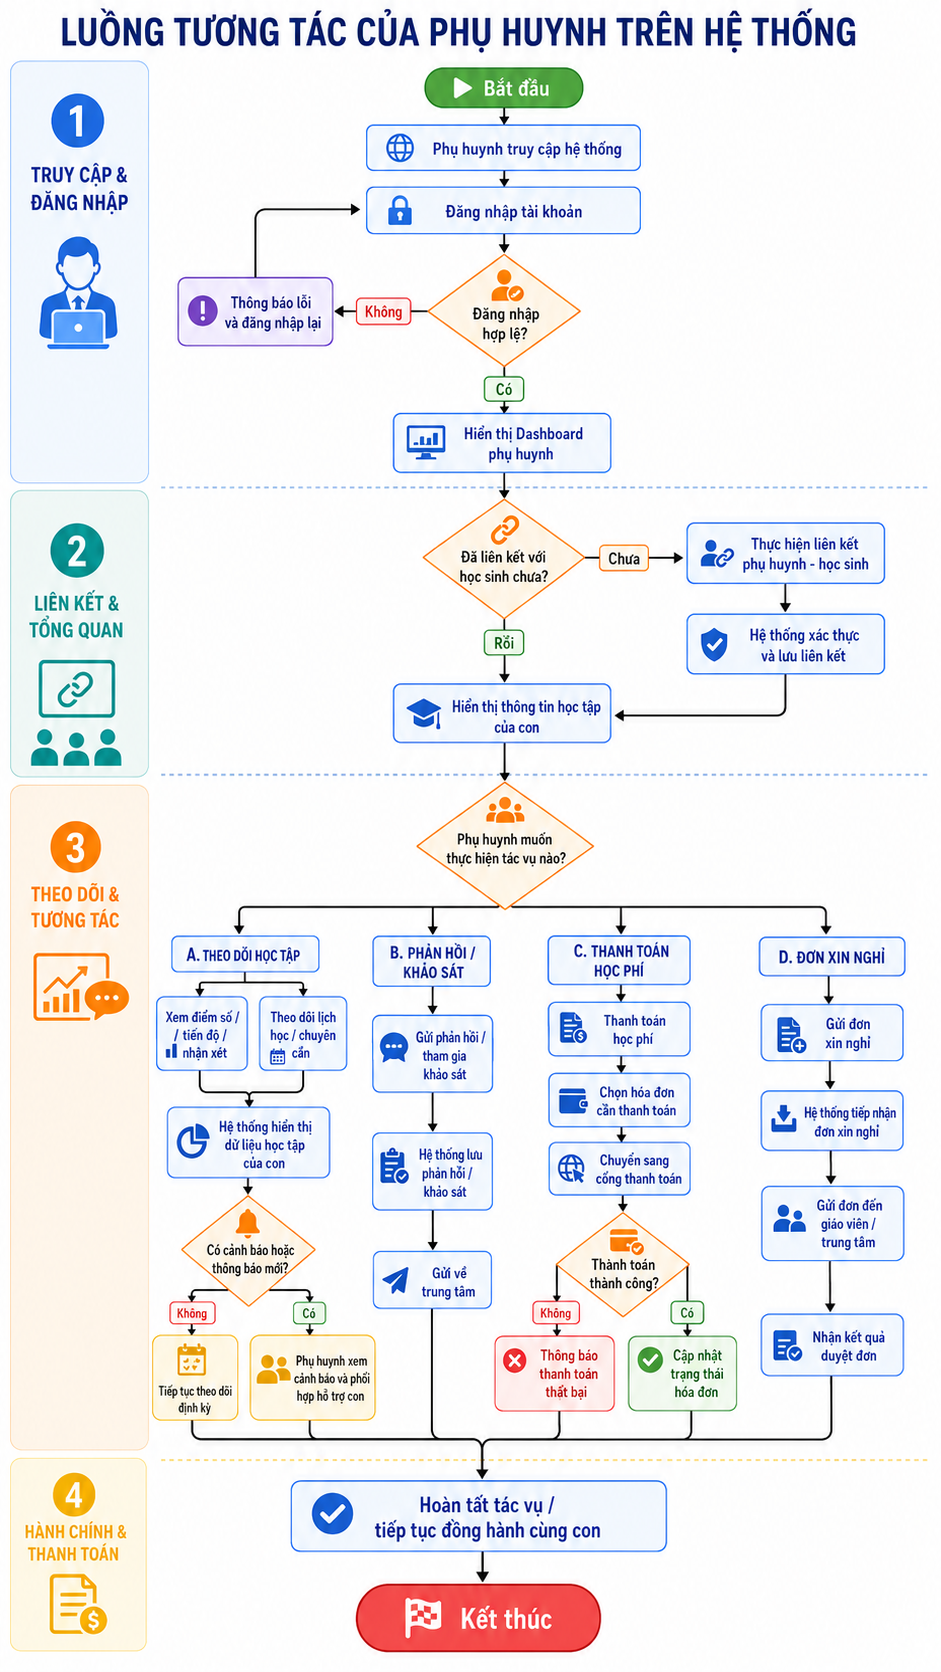 LUỒNG TƯƠNG TÁC CỦA PHỤ HUYNH TRÊN HỆ THỐNG
1
TRUY CẬP &
ĐĂNG NHẬP
Bắt đầu
Phụ huynh truy cập hệ thống
Đăng nhập tài khoản
Thông báo lỗi
và đăng nhập lại
Không
Đăng nhập
hợp lệ?
Có
Hiển thị Dashboard
phụ huynh
2
LIÊN KẾT &
TỔNG QUAN
Đã liên kết với
học sinh chưa?
Chưa
Thực hiện liên kết
phụ huynh - học sinh
Rồi
Hệ thống xác thực
và lưu liên kết
Hiển thị thông tin học tập
của con
3
THEO DÕI &
TƯƠNG TÁC
Phụ huynh muốn
thực hiện tác vụ nào?
A. THEO DÕI HỌC TẬP
Xem điểm số /
/ tiến độ /
nhận xét
Theo dõi lịch
học / chuyên
cần
Hệ thống hiển thị
dữ liệu học tập
của con
Có cảnh báo hoặc
thông báo mới?
Không
Có
Tiếp tục theo dõi
định kỳ
Phụ huynh xem
cảnh báo và phối
hợp hỗ trợ con
B. PHẢN HỒI /
KHẢO SÁT
Gửi phản hồi /
tham gia
khảo sát
Hệ thống lưu
phản hồi /
khảo sát
Gửi về
trung tâm
C. THANH TOÁN
HỌC PHÍ
Thanh toán
học phí
Chọn hóa đơn
cần thanh toán
Chuyển sang
cổng thanh toán
Thành toán
thành công?
Không
Có
Thông báo
thanh toán
thất bại
Cập nhật
trạng thái
hóa đơn
D. ĐƠN XIN NGHỈ
Gửi đơn
xin nghỉ
Hệ thống tiếp nhận
đơn xin nghỉ
Gửi đơn đến
giáo viên /
trung tâm
Nhận kết quả
duyệt đơn
4
HÀNH CHÍNH &
THANH TOÁN
Hoàn tất tác vụ /
tiếp tục đồng hành cùng con
Kết thúc